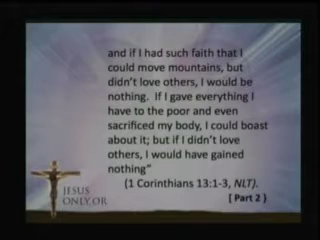 and if I had such faith that I
could move mountains, but
didn't love others, I would be
nothing.  If I gave everything I
have to the poor and even
sacrificed my body, I could boast
about it; but if I didn't love
others, I would have gained
nothing"
(1 Corinthians 13:1-3, NLT).
[ Part 2 ]
JESUS
ONLY.OR